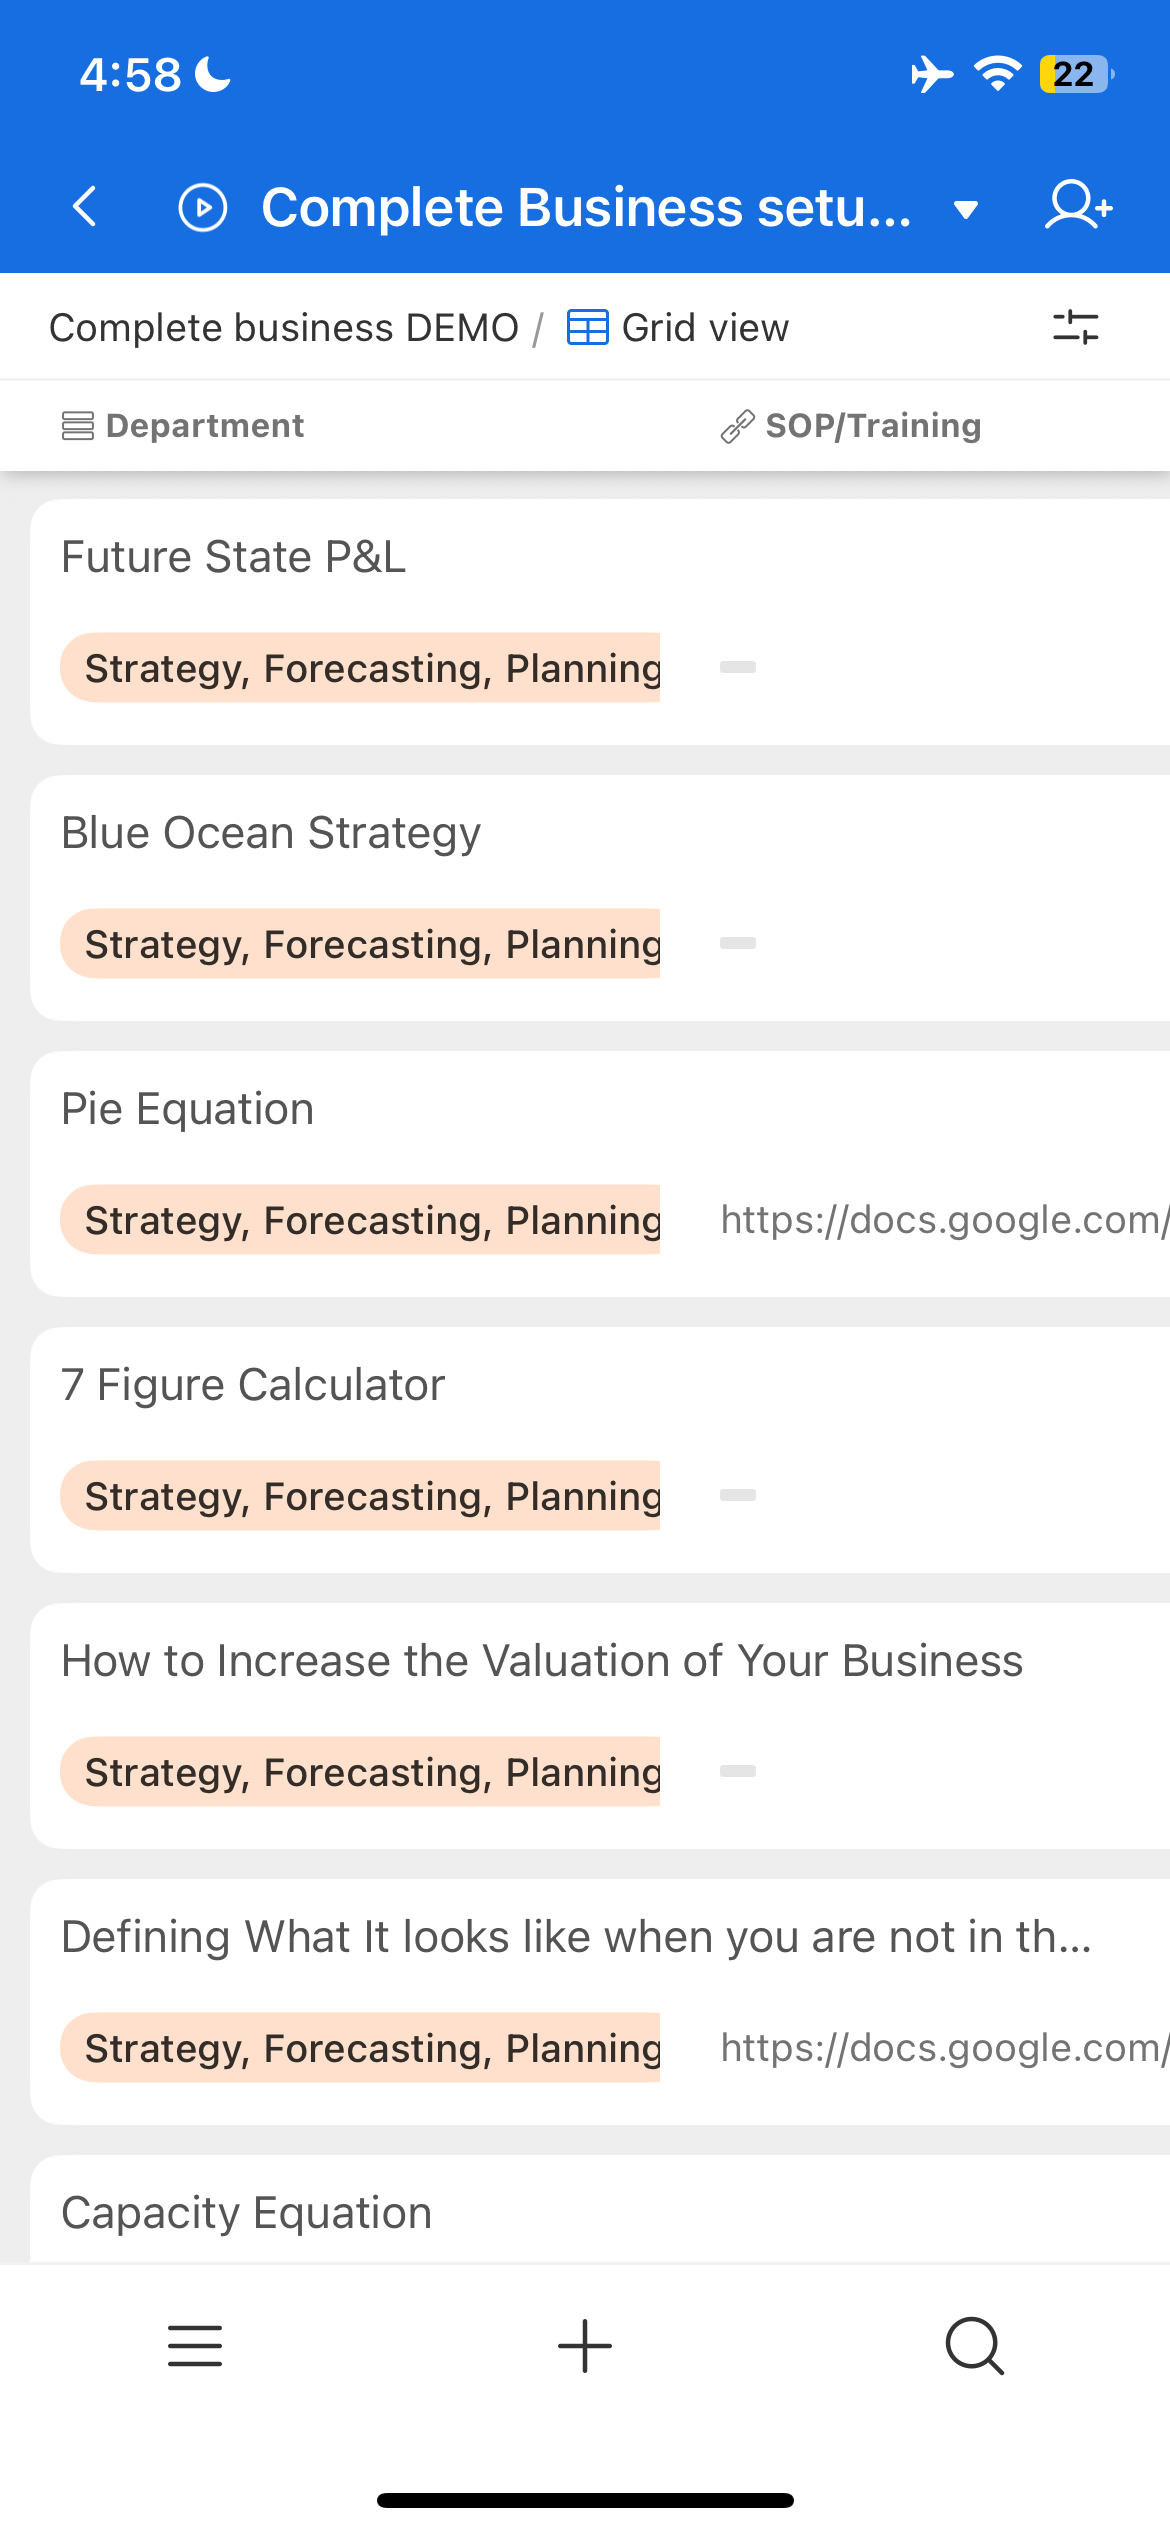 4:58
22
Complete Business setu...
Complete business DEMO / Grid view
Department SOP/Training
Future State P&L
Strategy, Forecasting, Planning
Blue Ocean Strategy
Strategy, Forecasting, Planning
Pie Equation
Strategy, Forecasting, Planning https://docs.google.com/
7 Figure Calculator
Strategy, Forecasting, Planning
How to Increase the Valuation of Your Business
Strategy, Forecasting, Planning
Defining What It looks like when you are not in th...
Strategy, Forecasting, Planning https://docs.google.com/
Capacity Equation